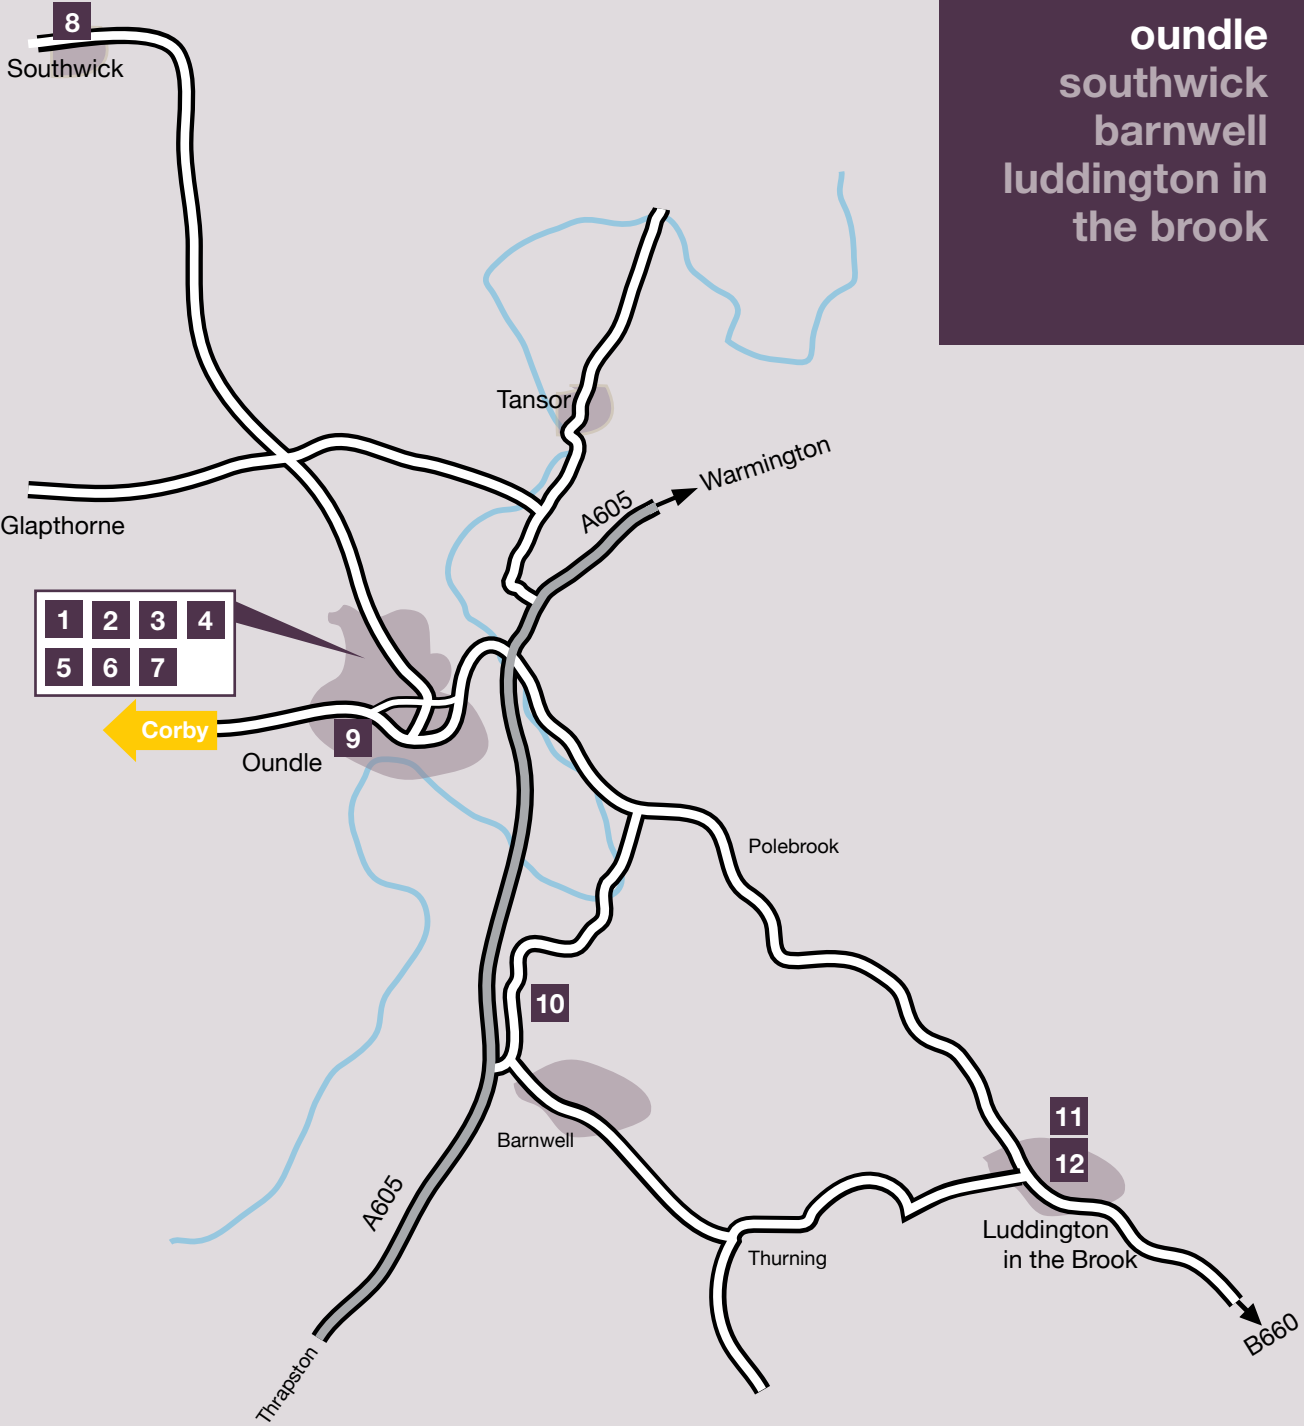 8
Southwick
oundle
southwick
barnwell
luddington in
the brook
Tansor
Warmington
A605
Glapthorne
1 2 3 4
5 6 7
Corby
9
Oundle
Polebrook
10
11
12
Barnwell
A605
Luddington
in the Brook
Thurning
B660
Thrapston